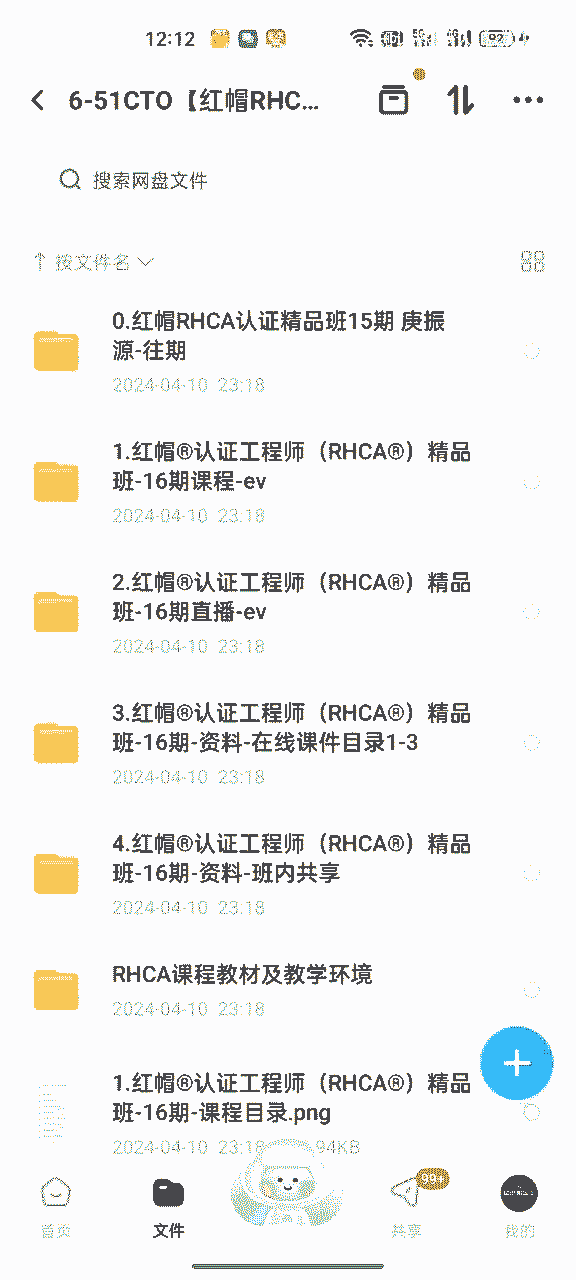 12:12
6-51CTO【红帽RHC...
搜索网盘文件
按文件名
0.红帽RHCA认证精品班15期 庚振
源-往期
2024-04-10 23:18
1.红帽®认证工程师（RHCA®）精品
班-16期课程-ev
2024-04-10 23:18
2.红帽®认证工程师（RHCA®）精品
班-16期直播-ev
2024-04-10 23:18
3.红帽®认证工程师（RHCA®）精品
班-16期-资料-在线课件目录1-3
2024-04-10 23:18
4.红帽®认证工程师（RHCA®）精品
班-16期-资料-班内共享
2024-04-10 23:18
RHCA课程教材及教学环境
2024-04-10 23:18
1.红帽®认证工程师（RHCA®）精品
班-16期-课程目录.png
2024-04-10 23:18 94KB
首页 文件 共享 我的